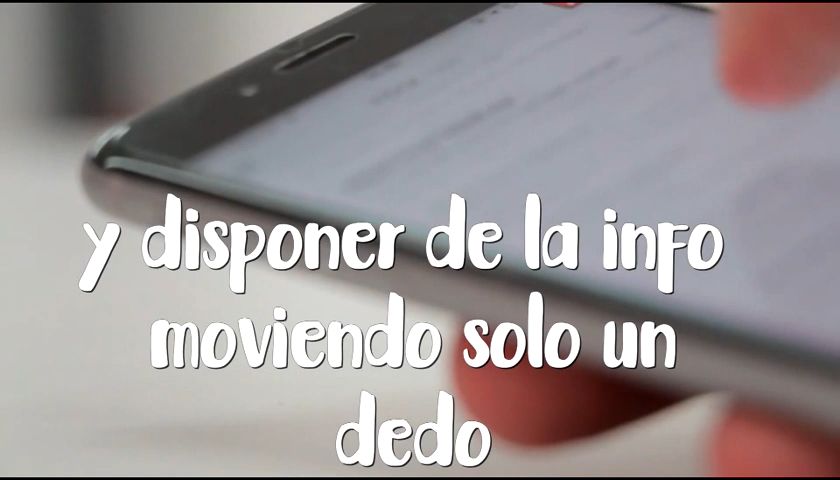 y disponer de la info
moviendo solo un
dedo